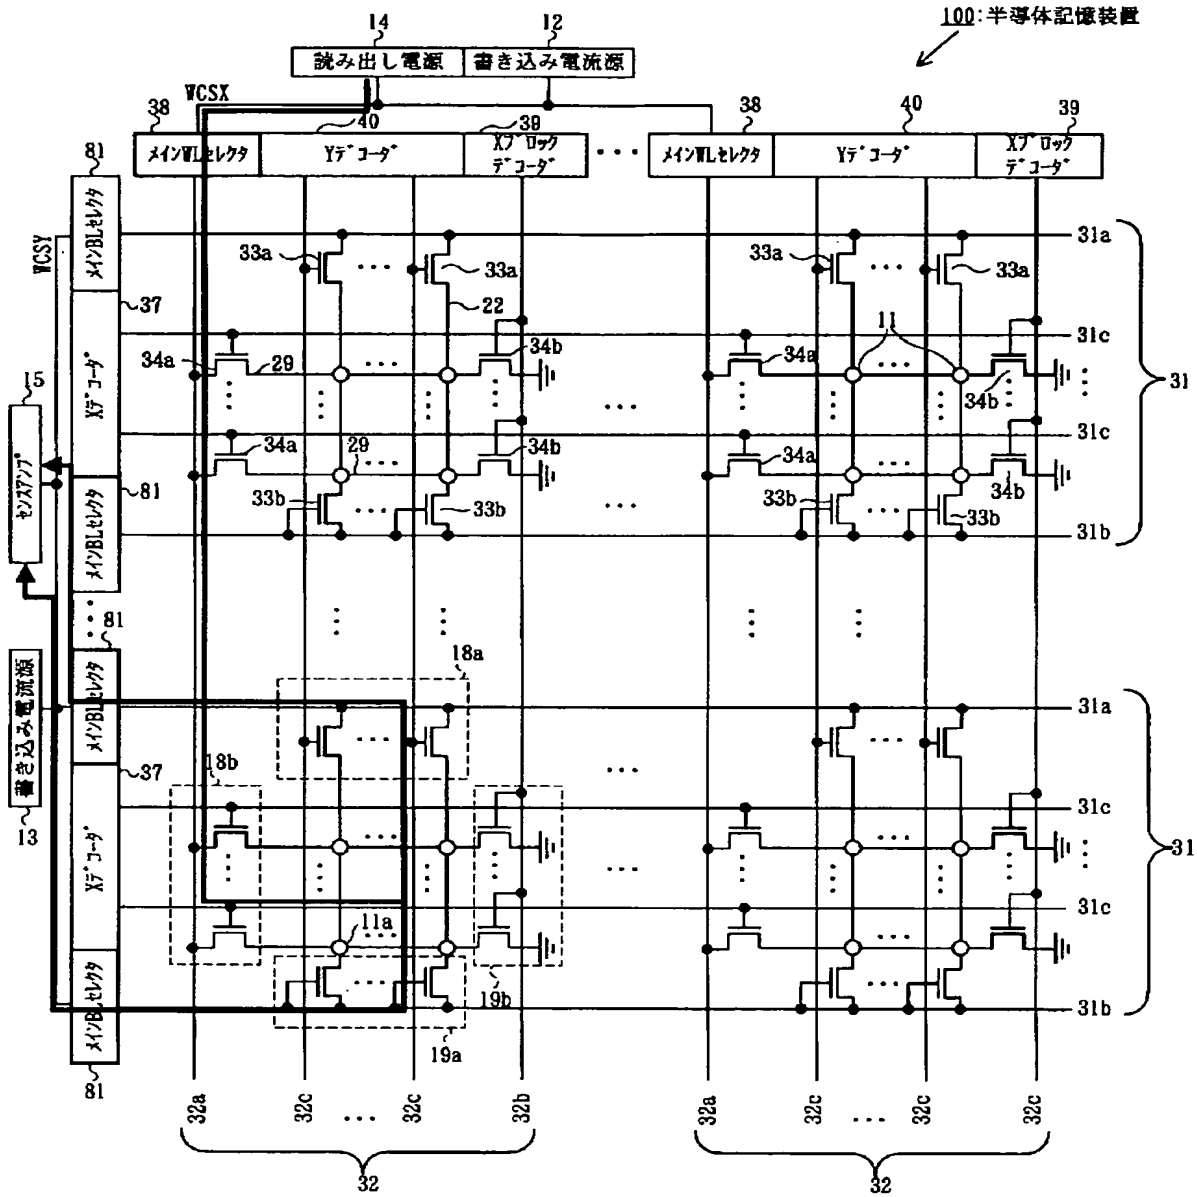 100:半導体記憶装置
14
12
読み出し電源
書き込み電流源
WCSX
38
40
39
38
40
39
メインWLセレクタ
Yデコーダ
Xブロック
デコーダ
メインWLセレクタ
Yデコーダ
Xブロック
デコーダ
81
メインBLセレクタ
WCSY
31a
33a
33a
33a
33a
37
22
11
31c
Xデコーダ
34a
29
34b
34a
34b
15
センスアンプ
31
31c
34a
29
34b
34a
34b
81
メインBLセレクタ
33b
33b
33b
33b
31b
81
18a
メインBLセレクタ
31a
書き込み電流源
13
37
18b
31c
Xデコーダ
31
31c
11a
メインBLセレクタ
19b
31b
19a
81
32a
32c
32c
32b
32a
32c
32c
32c
32
32